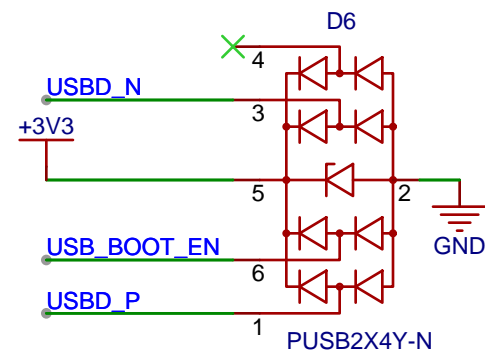 D6
4
USBD_N
3
+3V3
5
2
USB_BOOT_EN
GND
6
USBD_P
1
PUSB2X4Y-N